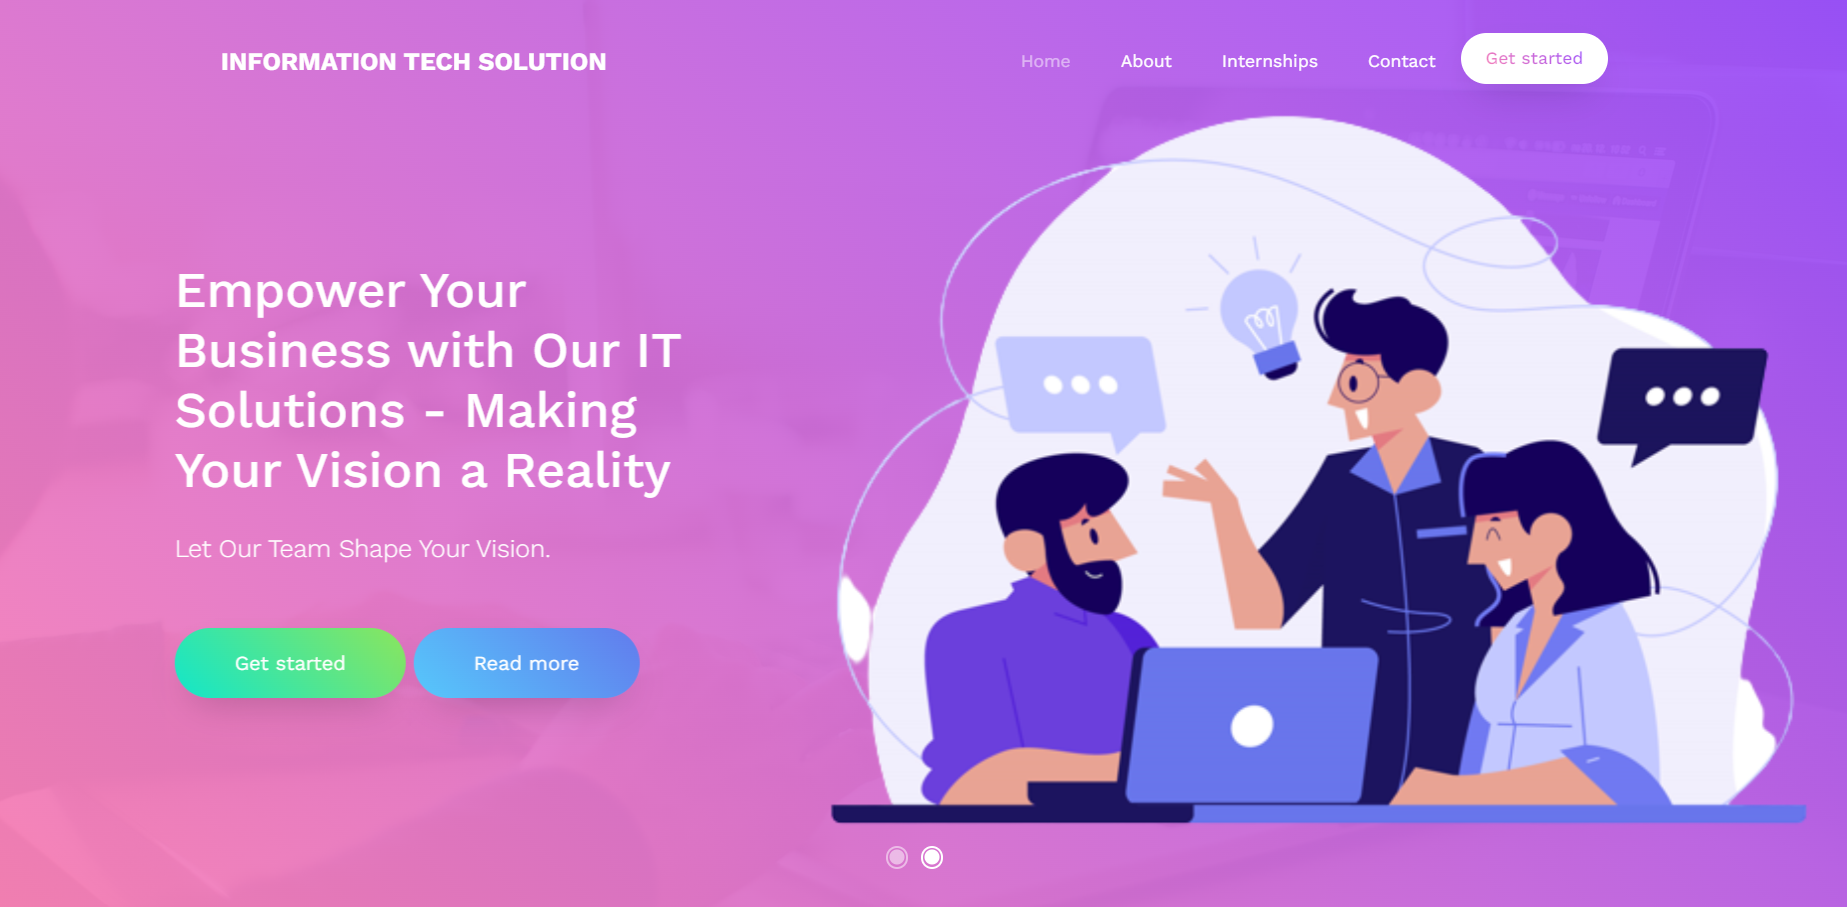 INFORMATION TECH SOLUTION
Home
About
Internships
Contact
Get started
Empower Your
Business with Our IT
Solutions - Making
Your Vision a Reality
Let Our Team Shape Your Vision.
Get started
Read more